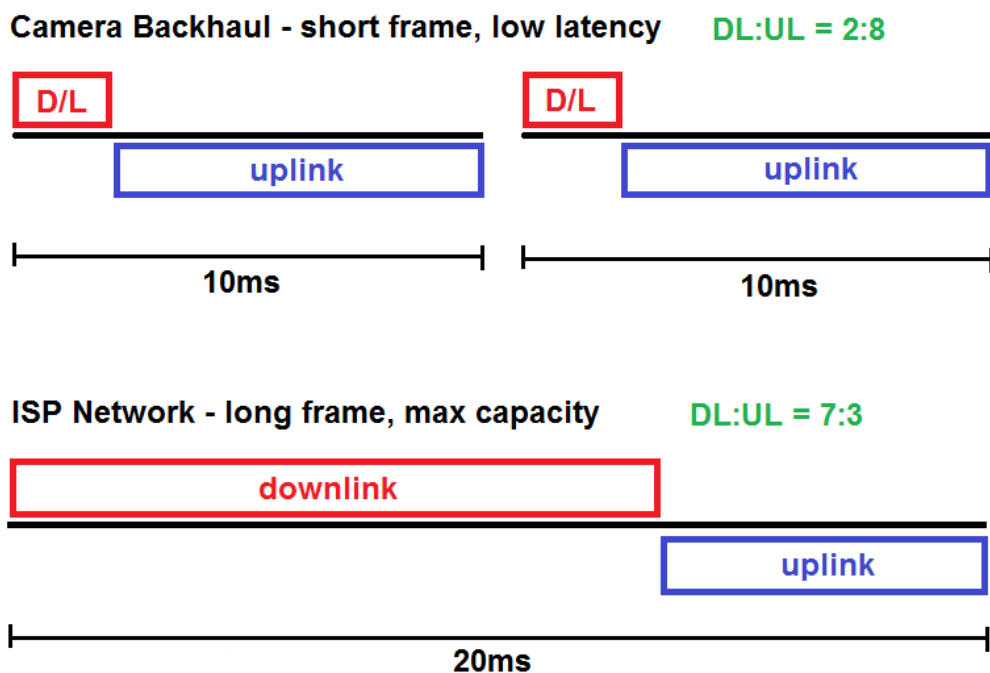 Camera Backhaul - short frame, low latency DL:UL = 2:8
D/L D/L
uplink uplink
10ms 10ms
ISP Network - long frame, max capacity DL:UL = 7:3
downlink
uplink
20ms